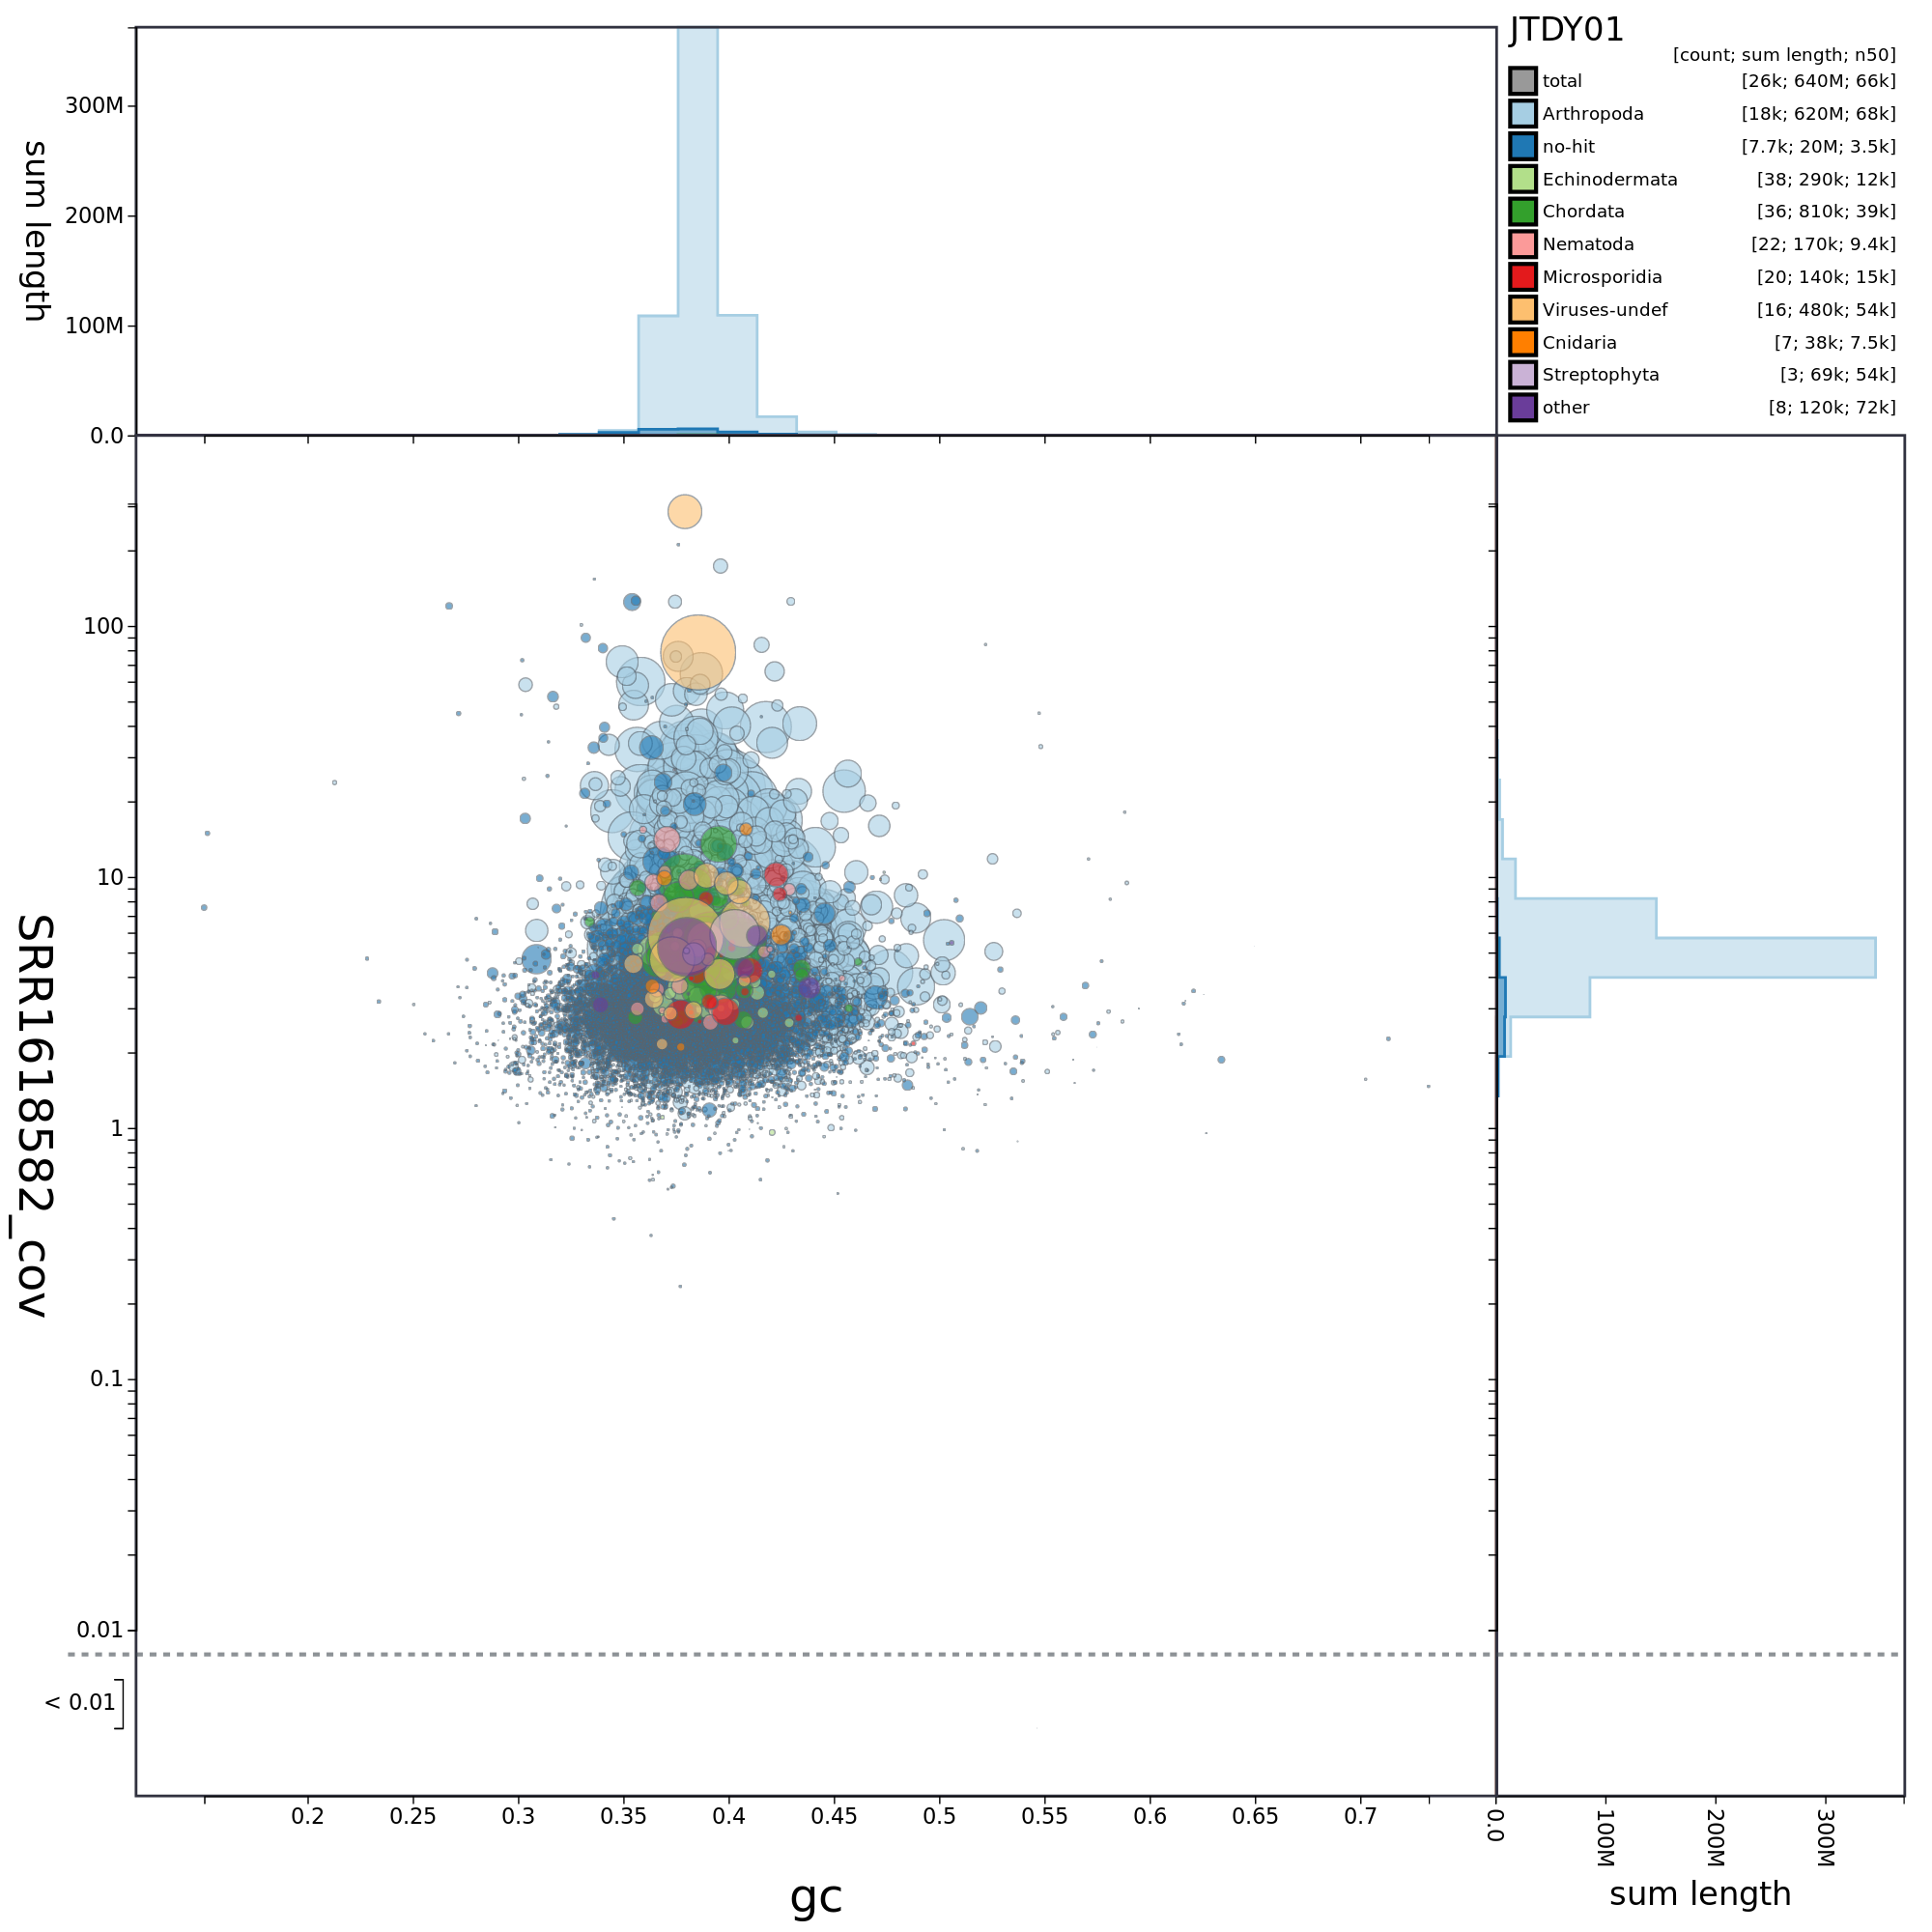 JTDY01
[count; sum length; n50]
total [26k; 640M; 66k]
Arthropoda [18k; 620M; 68k]
no-hit [7.7k; 20M; 3.5k]
Echinodermata [38; 290k; 12k]
Chordata [36; 810k; 39k]
Nematoda [22; 170k; 9.4k]
Microsporidia [20; 140k; 15k]
Viruses-undef [16; 480k; 54k]
Cnidaria [7; 38k; 7.5k]
Streptophyta [3; 69k; 54k]
other [8; 120k; 72k]
sum length
300M
200M
100M
0.0
SRR1618582_cov
100
10
1
0.1
0.01
< 0.01
0.2 0.25 0.3 0.35 0.4 0.45 0.5 0.55 0.6 0.65 0.7
gc
0.0 100M 200M 300M
sum length